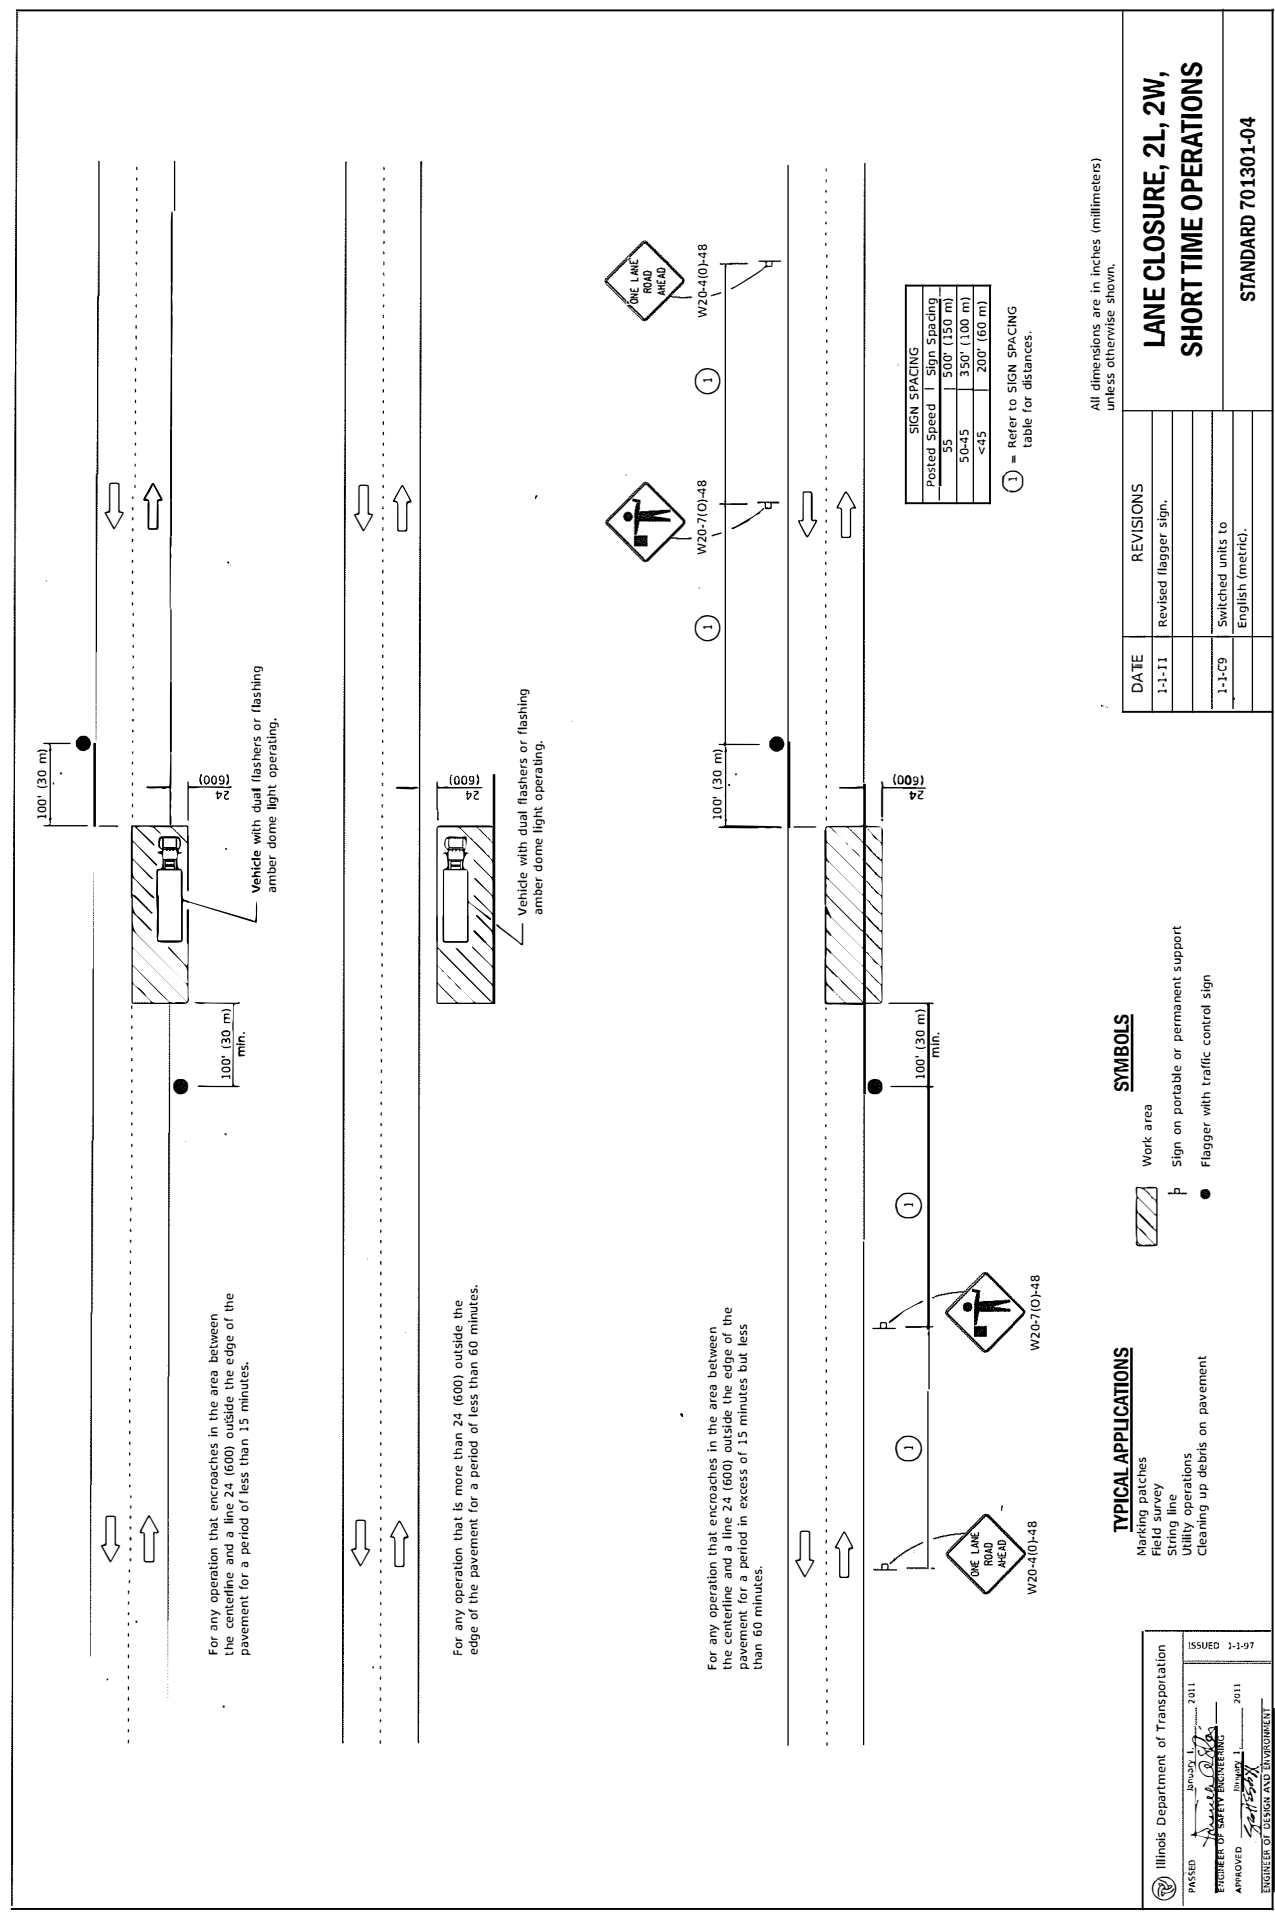 100' (30 m)
24
(600)
Vehicle with dual flashers or flashing
amber dome light operating.
100' (30 m)
min.
For any operation that encroaches in the area between
the centerline and a line 24 (600) outside the edge of the
pavement for a period of less than 15 minutes.
24
(600)
Vehicle with dual flashers or flashing
amber dome light operating.
For any operation that is more than 24 (600) outside the
edge of the pavement for a period of less than 60 minutes.
ONE LANE
ROAD
AHEAD
W20-4(O)-48
1
W20-7(O)-48
1
100' (30 m)
24
(600)
100' (30 m)
min.
1
W20-7(O)-48
1
ONE LANE
ROAD
AHEAD
W20-4(O)-48
For any operation that encroaches in the area between
the centerline and a line 24 (600) outside the edge of the
pavement for a period in excess of 15 minutes but less
than 60 minutes.
SIGN SPACING
Posted Speed Sign Spacing
55 500' (150 m)
50-45 350' (100 m)
<45 200' (60 m)
1 = Refer to SIGN SPACING
table for distances.
TYPICAL APPLICATIONS
Marking patches
Field survey
String line
Utility operations
Cleaning up debris on pavement
SYMBOLS
Work area
Sign on portable or permanent support
Flagger with traffic control sign
All dimensions are in inches (millimeters)
unless otherwise shown.
Illinois Department of Transportation
PASSED January 1, 2011
ENGINEER OF SAFETY ENGINEERING
APPROVED January 1 2011
ENGINEER OF DESIGN AND ENVIRONMENT
ISSUED 1-1-97
DATE REVISIONS
1-1-11 Revised flagger sign.
1-1-C9 Switched units to
English (metric).
LANE CLOSURE, 2L, 2W,
SHORT TIME OPERATIONS
STANDARD 701301-04